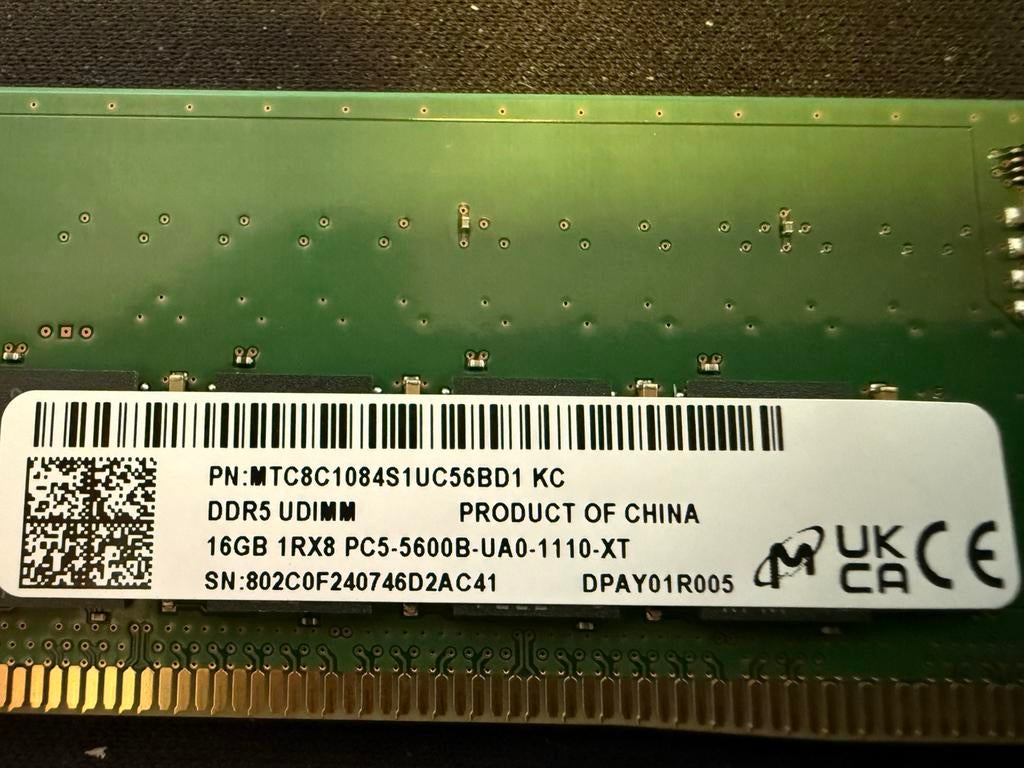 PN:MTC8C1084S1UC56BD1 KC
DDR5 UDIMM PRODUCT OF CHINA
16GB 1RX8 PC5-5600B-UA0-1110-XT
SN:802C0F240746D2AC41 DPAY01R005
UK
CA
CE